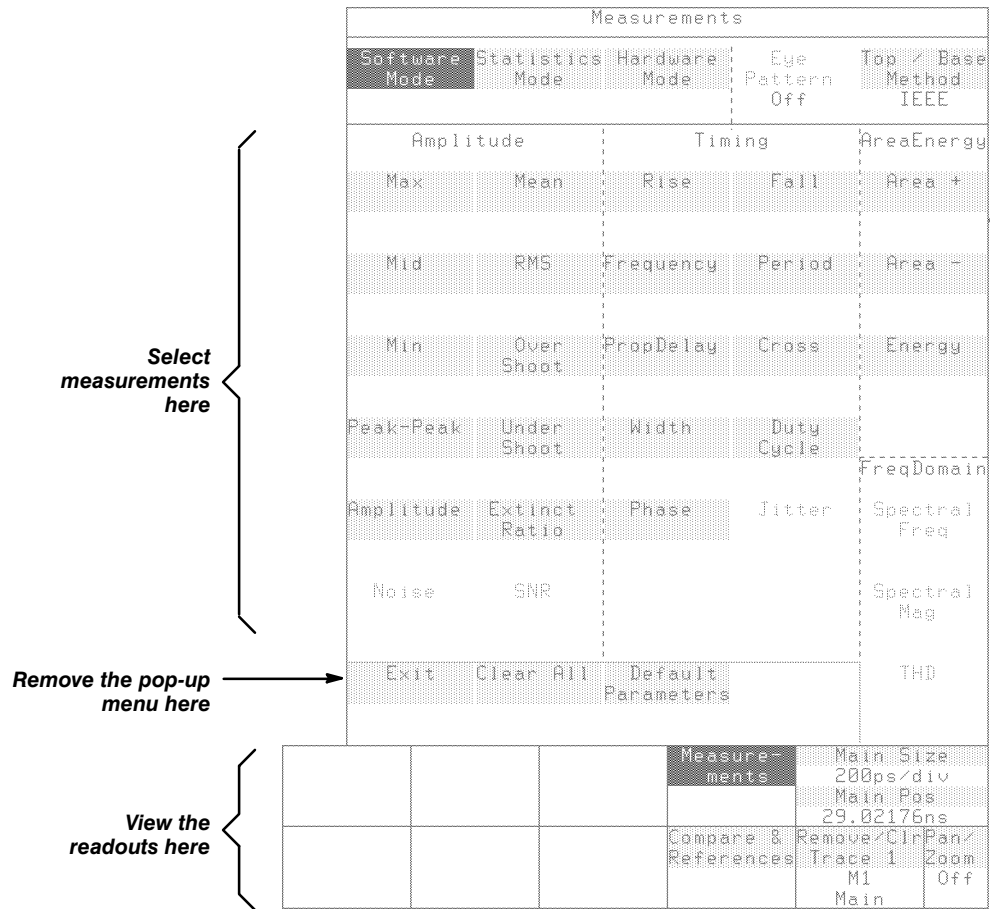 Measurements
Software Statistics Hardware Eye Top / Base
Mode Mode Mode Pattern Method
Off IEEE
Amplitude Timing AreaEnergy
Max Mean Rise Fall Area +
Mid RMS Frequency Period Area -
Min Over PropDelay Cross Energy
Shoot
Peak-Peak Under Width Duty
Shoot Cycle
FreqDomain
Amplitude Extinct Phase Jitter Spectral
Ratio Freq
Noise SNR Spectral
Mag
Exit Clear All Default THD
Parameters
Select
measurements
here
Remove the pop-up
menu here
View the
readouts here
Measure- Main Size
ments 200ps/div
Main Pos
29.02176ns
Compare & Remove/Clr Pan/
References Trace 1 Zoom
M1 Off
Main